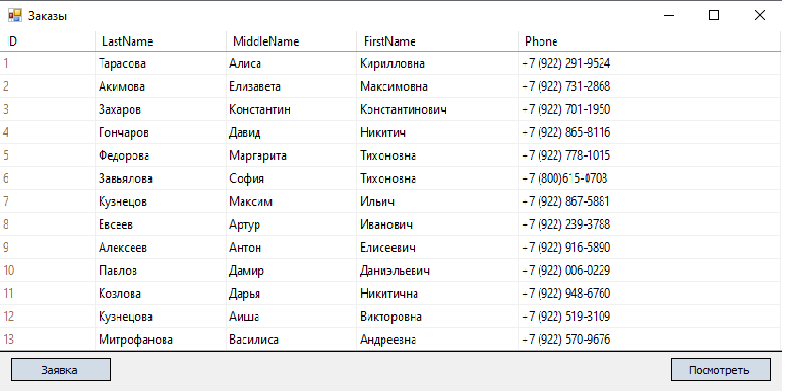 Заказы
ID LastName MiddleName FirstName Phone
1 Тарасова Алиса Кирилловна +7 (922) 291-9524
2 Акимова Елизавета Максимовна +7 (922) 731-2868
3 Захаров Константин Константинович +7 (922) 701-1950
4 Гончаров Давид Никитич +7 (922) 865-8116
5 Федорова Маргарита Тихоновна +7 (922) 778-1015
6 Завьялова София Тихоновна +7 (800)615-0703
7 Кузнецов Максим Ильич +7 (922) 867-5881
8 Евсеев Артур Иванович +7 (922) 239-3788
9 Алексеев Антон Елисеевич +7 (922) 916-5890
10 Павлов Дамир Даниэльевич +7 (922) 006-0229
11 Козлова Дарья Никитична +7 (922) 948-6760
12 Кузнецова Аиша Викторовна +7 (922) 519-3109
13 Митрофанова Василиса Андреевна +7 (922) 570-9676
Заявка Посмотреть